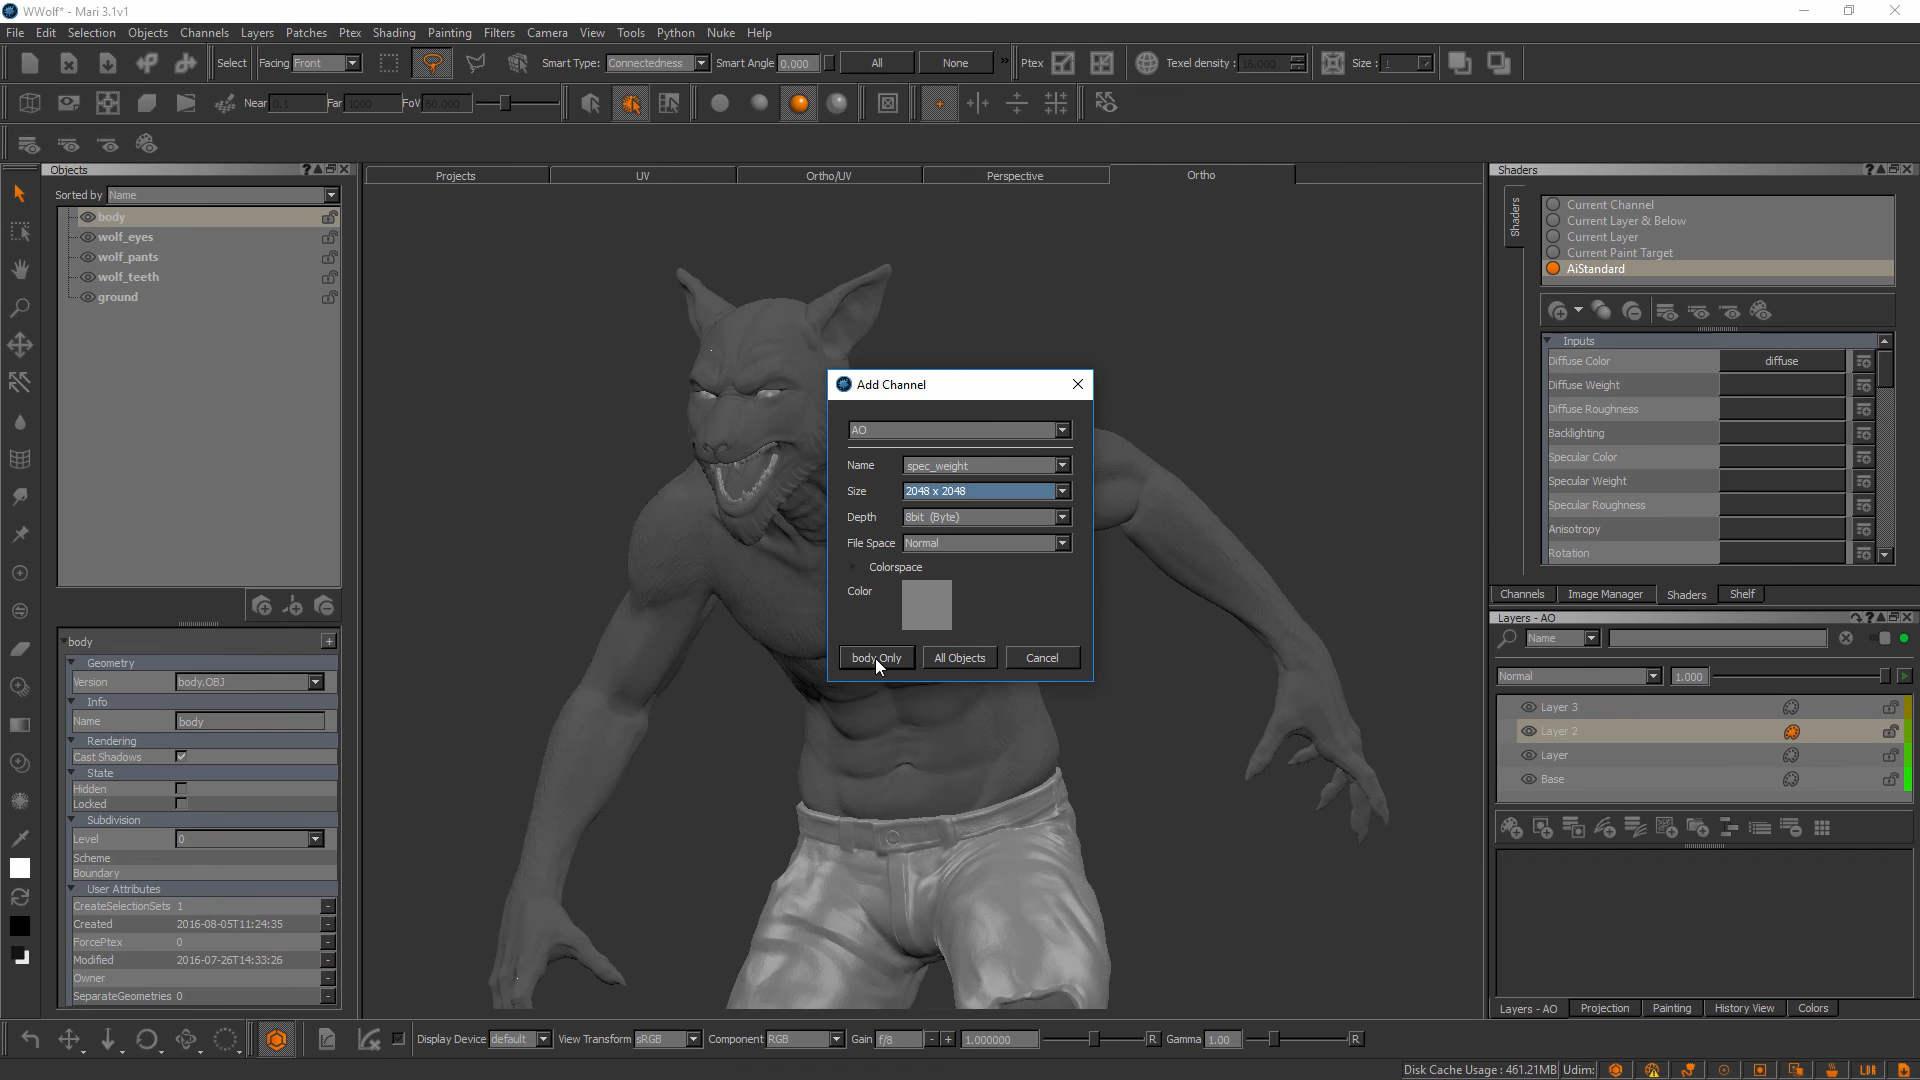 WWolf* - Mari 3.1v1
File Edit Selection Objects Channels Layers Patches Ptex Shading Painting Filters Camera View Tools Python Nuke Help
Select Facing Front Smart Type: Connectedness Smart Angle 0.000 All None » Ptex Texel density : 16.000 Size : 1
Near 0.1 Far 1000 FoV 60.000
Objects
Sorted by Name
body
wolf_eyes
wolf_pants
wolf_teeth
ground
body
Geometry
Version body.OBJ
Info
Name body
Rendering
Cast Shadows
State
Hidden
Locked
Subdivision
Level 0
Scheme
Boundary
User Attributes
CreateSelectionSets 1
Created 2016-08-05T11:24:35
ForcePtex 0
Modified 2016-07-26T14:33:26
Owner
SeparateGeometries 0
Projects UV Ortho/UV Perspective Ortho
Add Channel
AO
Name spec_weight
Size 2048 x 2048
Depth 8bit (Byte)
File Space Normal
Colorspace
Color
body Only All Objects Cancel
Shaders
Shaders
Current Channel
Current Layer & Below
Current Layer
Current Paint Target
AiStandard
Inputs
Diffuse Color diffuse
Diffuse Weight
Diffuse Roughness
Backlighting
Specular Color
Specular Weight
Specular Roughness
Anisotropy
Rotation
Channels Image Manager Shaders Shelf
Layers - AO
Name
Normal 1.000
Layer 3
Layer 2
Layer
Base
Layers - AO Projection Painting History View Colors
Display Device default View Transform sRGB Component RGB Gain f/8 - + 1.000000 R Gamma 1.00 R
Disk Cache Usage : 461.21MB Udim: LDR